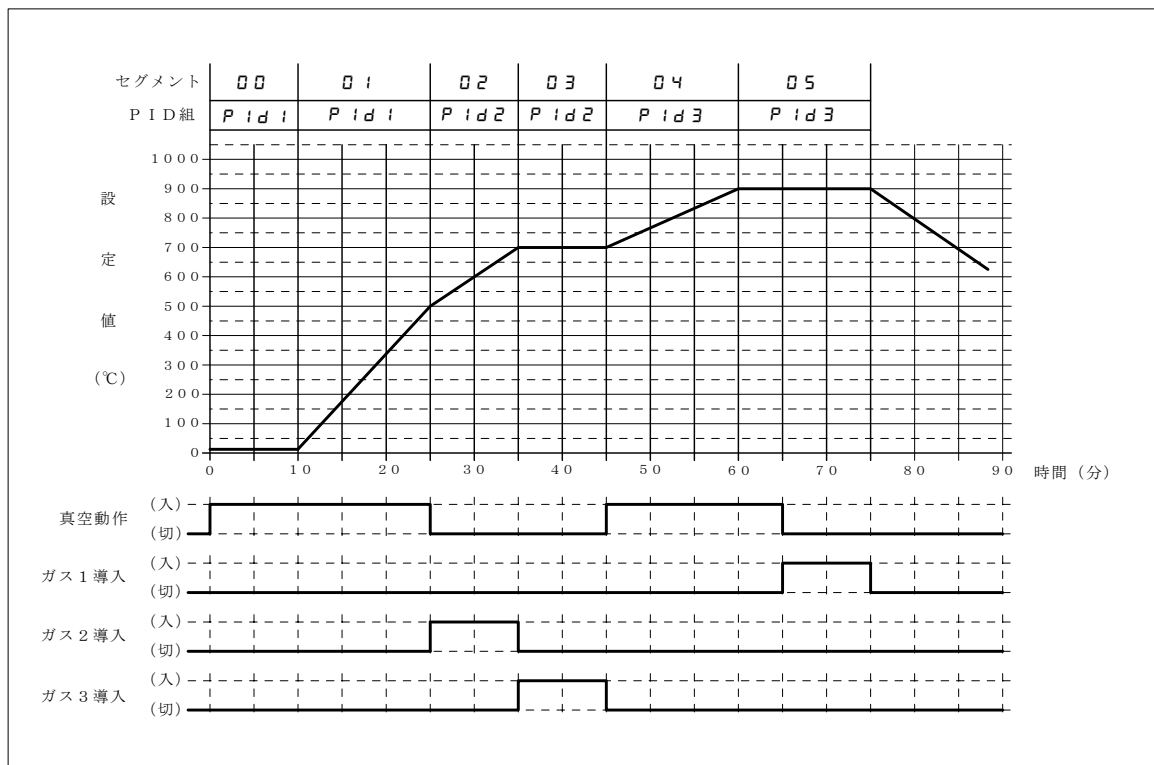 セグメント 00 01 02 03 04 05
PID組 Pid1 Pid1 Pid2 Pid2 Pid3 Pid3
1000
900
800
700
600
500
400
300
200
100
0
設定値(℃)
0 10 20 30 40 50 60 70 80 90 時間(分)
真空動作 (入)
(切)
ガス1導入 (入)
(切)
ガス2導入 (入)
(切)
ガス3導入 (入)
(切)